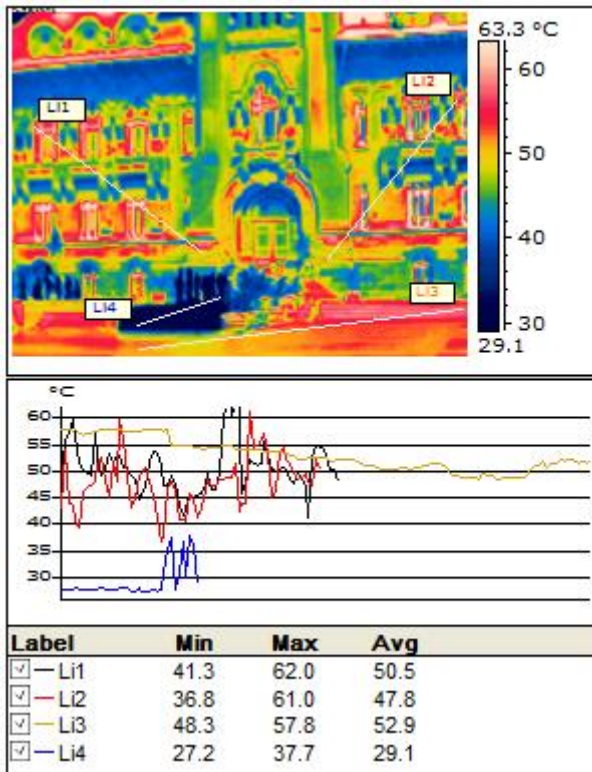 63.3 °C
Li1
Li2
60
50
40
Li3
Li4
30
29.1
°C
60
55
50
45
40
35
30
Label Min Max Avg
Li1 41.3 62.0 50.5
Li2 36.8 61.0 47.8
Li3 48.3 57.8 52.9
Li4 27.2 37.7 29.1